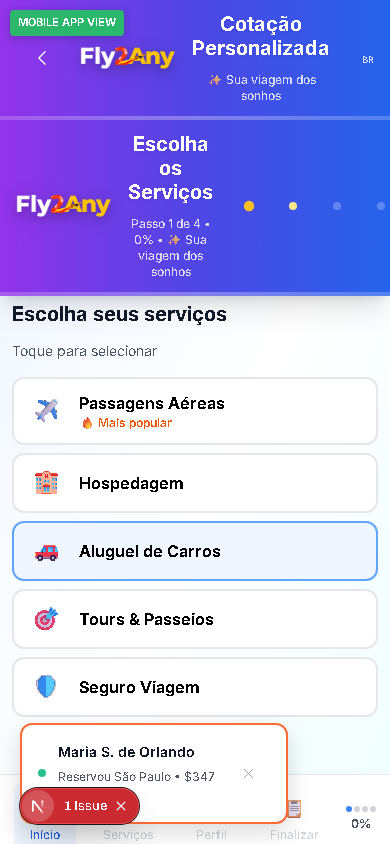 MOBILE APP VIEW
Fly2Any
Cotação
Personalizada
✨ Sua viagem dos
sonhos
BR
Fly2Any
Escolha
os
Serviços
Passo 1 de 4 •
0% • ✨ Sua
viagem dos
sonhos
Escolha seus serviços
Toque para selecionar
Passagens Aéreas
🔥 Mais popular
Hospedagem
Aluguel de Carros
Tours & Passeios
Seguro Viagem
Maria S. de Orlando
Reservou São Paulo • $347
N 1 Issue
Início
Serviços
Perfil
Finalizar
0%